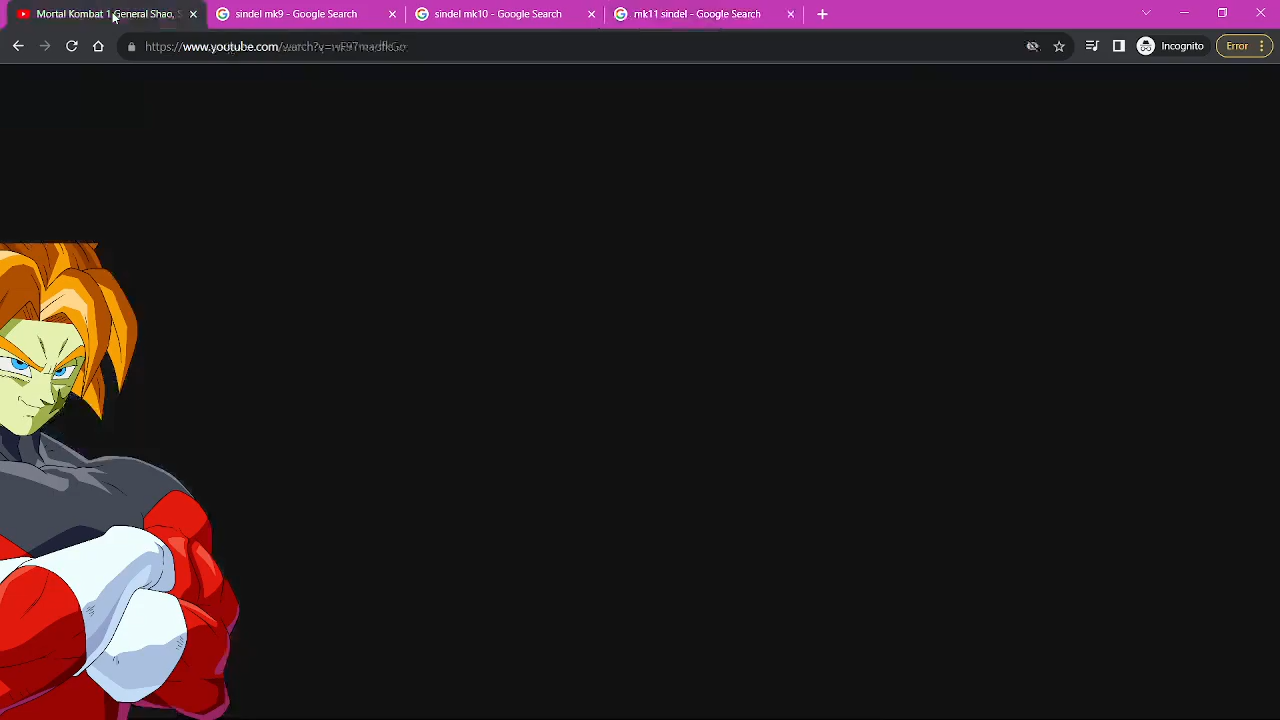 Mortal Kombat 1 General Shao, S
sindel mk9 - Google Search
sindel mk10 - Google Search
mk11 sindel - Google Search
https://www.youtube.com/watch?v=
Incognito
Error